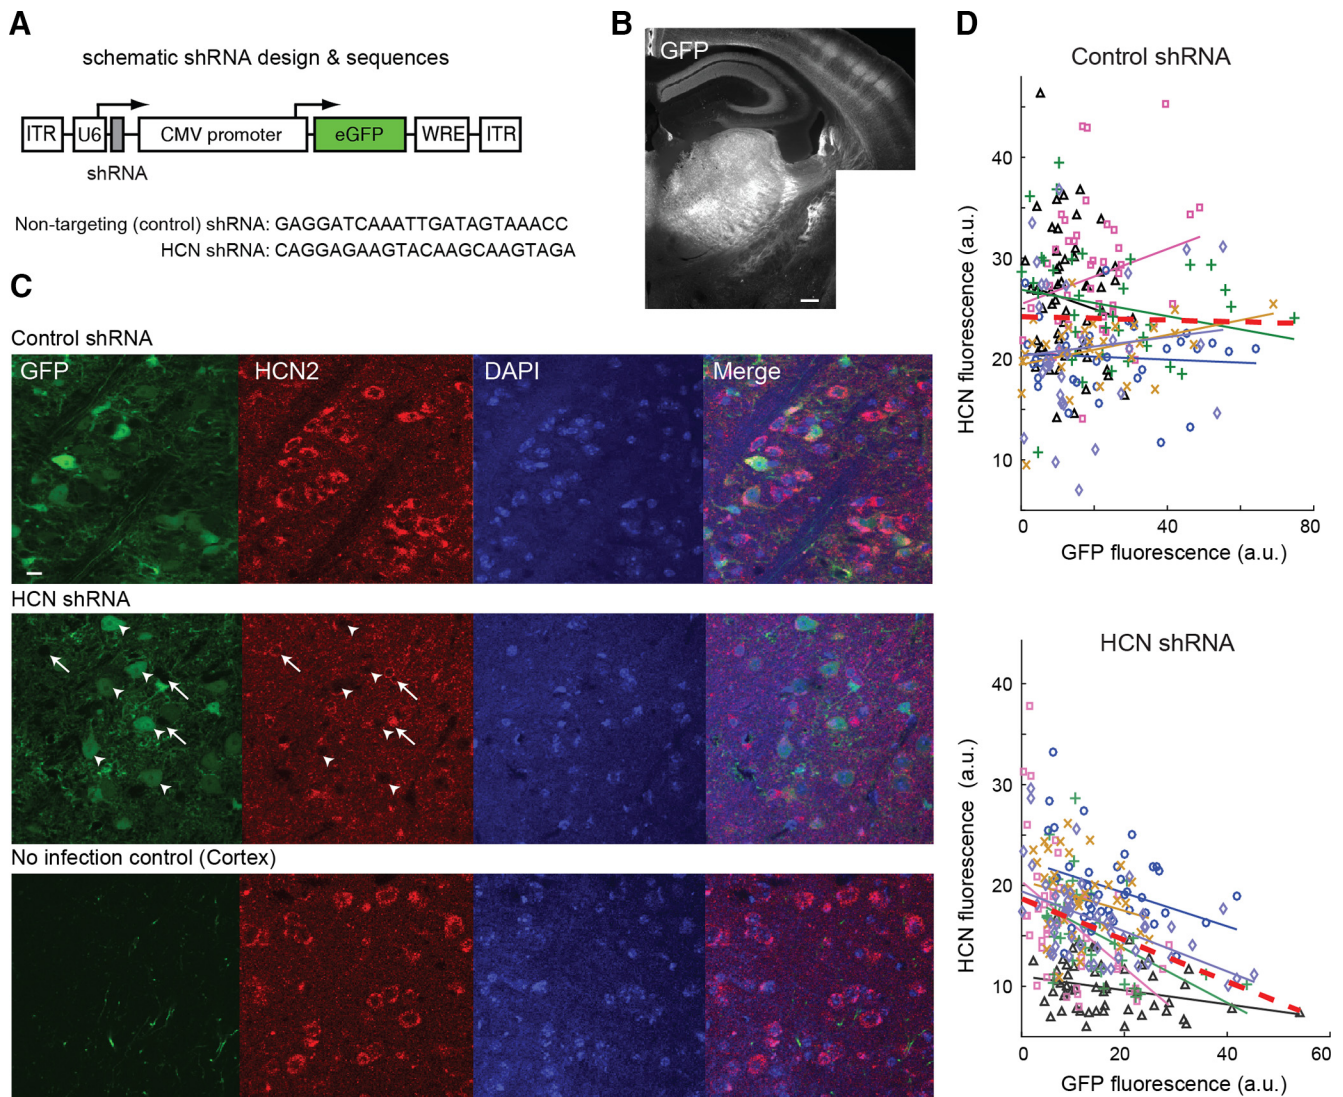 A
schematic shRNA design & sequences
ITR U6 CMV promoter eGFP WRE ITR
shRNA
Non-targeting (control) shRNA: GAGGATCAAATTGATAGTAAACC
HCN shRNA: CAGGAGAAGTACAAGCAAGTAGA
B
GFP
C
Control shRNA
GFP HCN2 DAPI Merge
HCN shRNA
No infection control (Cortex)
D
Control shRNA
HCN fluorescence (a.u.)
40
30
20
10
0 40 80
GFP fluorescence (a.u.)
HCN shRNA
HCN fluorescence (a.u.)
40
30
20
10
0 20 40 60
GFP fluorescence (a.u.)